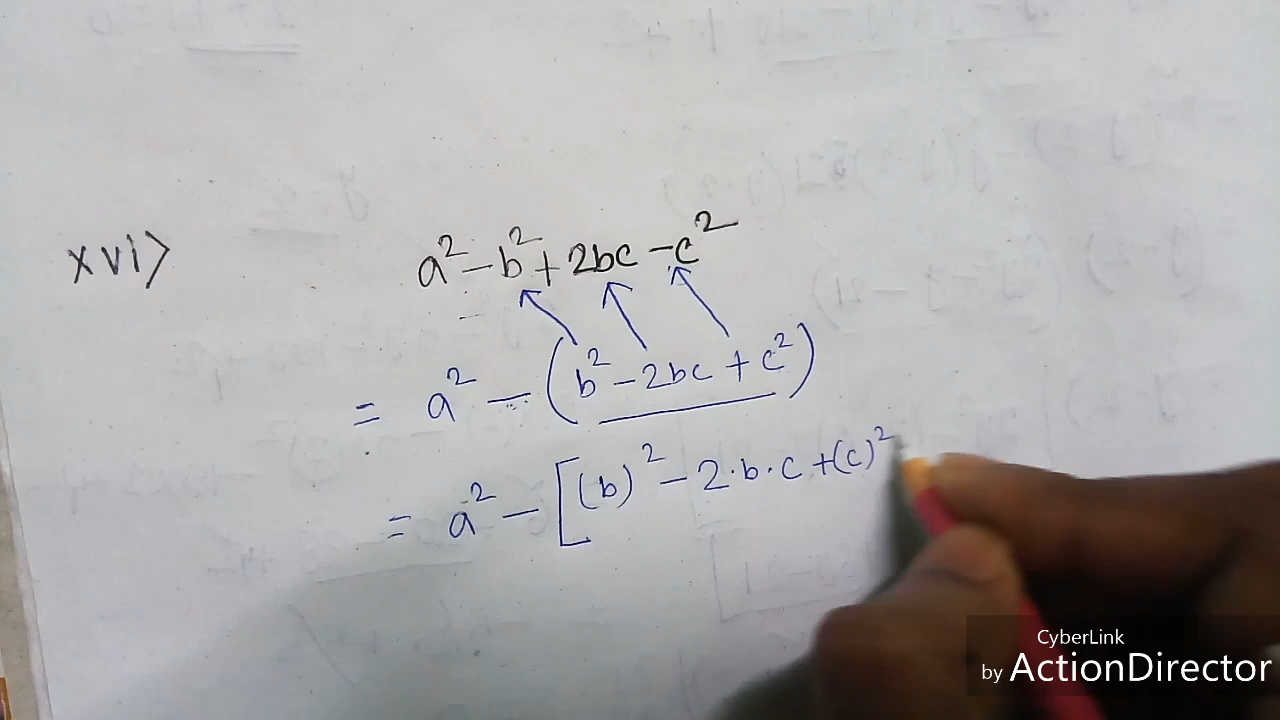 xvi> a² - b² + 2bc - c²
= a² - (b² - 2bc + c²)
= a² - [(b)² - 2·b·c + (c)²
CyberLink
by ActionDirector